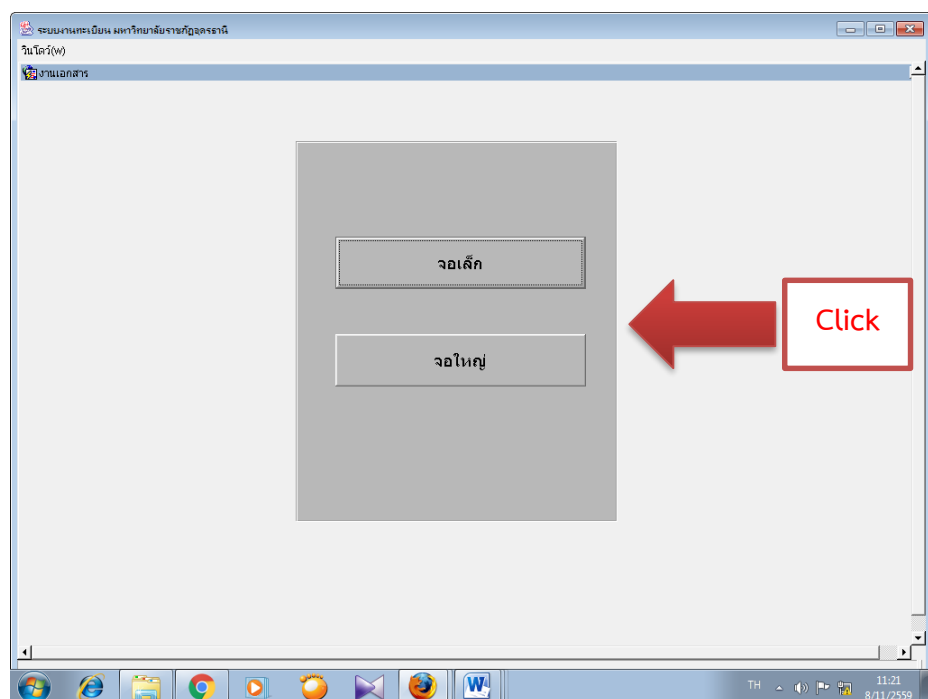 ระบบงานทะเบียน มหาวิทยาลัยราชภัฏอุดรธานี
วินโดว์(w)
งานเอกสาร
จอเล็ก
Click
จอใหญ่
TH
11:21
8/11/2559